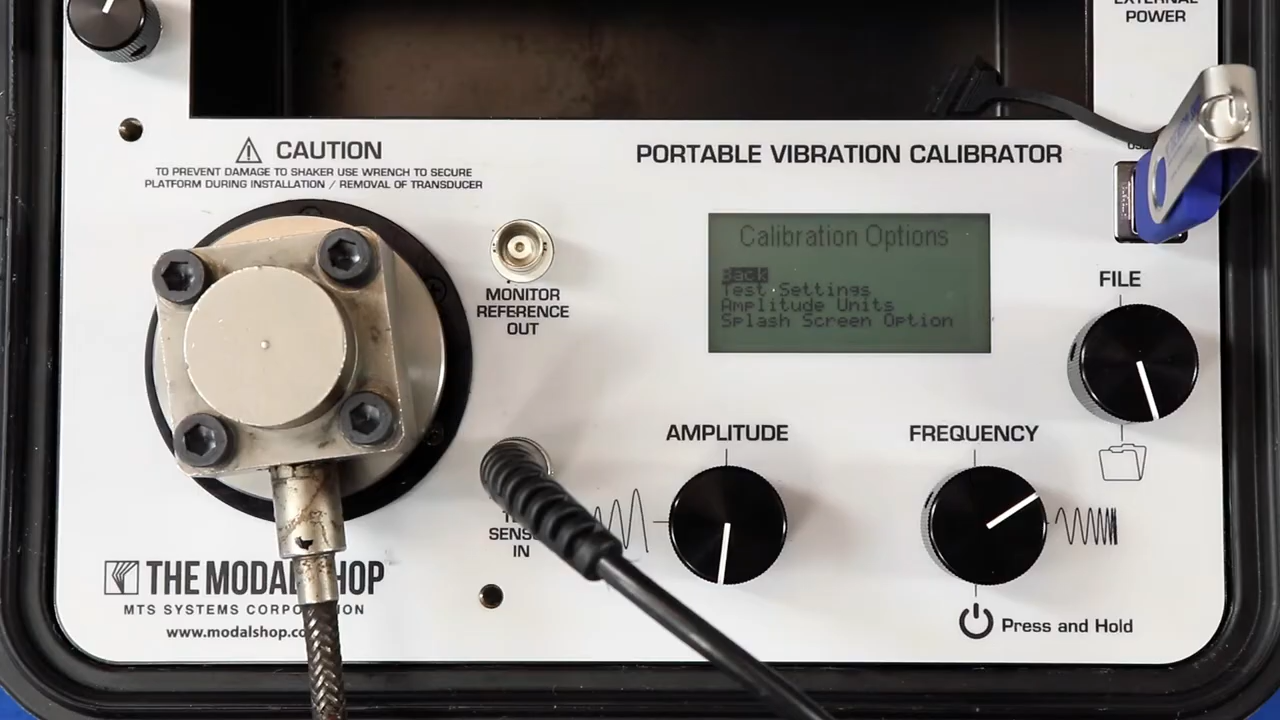 EXTERNAL
POWER
CAUTION
TO PREVENT DAMAGE TO SHAKER USE WRENCH TO SECURE
PLATFORM DURING INSTALLATION / REMOVAL OF TRANSDUCER
PORTABLE VIBRATION CALIBRATOR
Calibration Options
Back
Test Settings
Amplitude Units
Splash Screen Option
MONITOR
REFERENCE
OUT
FILE
AMPLITUDE
FREQUENCY
IN
THE MODAL SHOP
MTS SYSTEMS CORPORATION
www.modalshop.co
Press and Hold